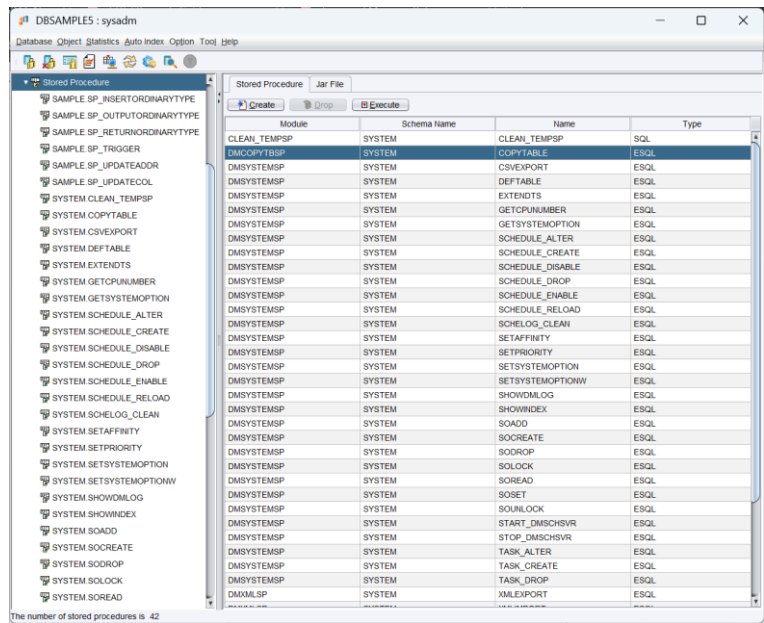 DBSAMPLE5 : sysadm
Database Object Statistics Auto Index Option Tool Help
Stored Procedure
SAMPLE.SP_INSERTORDINARYTYPE
SAMPLE.SP_OUTPUTORDINARYTYPE
SAMPLE.SP_RETURNORDINARYTYPE
SAMPLE.SP_TRIGGER
SAMPLE.SP_UPDATEADDR
SAMPLE.SP_UPDATECOL
SYSTEM.CLEAN_TEMPSP
SYSTEM.COPYTABLE
SYSTEM.CSVEXPORT
SYSTEM.DEFTABLE
SYSTEM.EXTENDTS
SYSTEM.GETCPUNUMBER
SYSTEM.GETSYSTEMOPTION
SYSTEM.SCHEDULE_ALTER
SYSTEM.SCHEDULE_CREATE
SYSTEM.SCHEDULE_DISABLE
SYSTEM.SCHEDULE_DROP
SYSTEM.SCHEDULE_ENABLE
SYSTEM.SCHEDULE_RELOAD
SYSTEM.SCHELOG_CLEAN
SYSTEM.SETAFFINITY
SYSTEM.SETPRIORITY
SYSTEM.SETSYSTEMOPTION
SYSTEM.SETSYSTEMOPTIONW
SYSTEM.SHOWDMLOG
SYSTEM.SHOWINDEX
SYSTEM.SOADD
SYSTEM.SOCREATE
SYSTEM.SODROP
SYSTEM.SOLOCK
SYSTEM.SOREAD
Stored Procedure Jar File
Create Drop Execute
Module Schema Name Name Type
CLEAN_TEMPSP SYSTEM CLEAN_TEMPSP SQL
DMCOPYTBSP SYSTEM COPYTABLE ESQL
DMSYSTEMSP SYSTEM CSVEXPORT ESQL
DMSYSTEMSP SYSTEM DEFTABLE ESQL
DMSYSTEMSP SYSTEM EXTENDTS ESQL
DMSYSTEMSP SYSTEM GETCPUNUMBER ESQL
DMSYSTEMSP SYSTEM GETSYSTEMOPTION ESQL
DMSYSTEMSP SYSTEM SCHEDULE_ALTER ESQL
DMSYSTEMSP SYSTEM SCHEDULE_CREATE ESQL
DMSYSTEMSP SYSTEM SCHEDULE_DISABLE ESQL
DMSYSTEMSP SYSTEM SCHEDULE_DROP ESQL
DMSYSTEMSP SYSTEM SCHEDULE_ENABLE ESQL
DMSYSTEMSP SYSTEM SCHEDULE_RELOAD ESQL
DMSYSTEMSP SYSTEM SCHELOG_CLEAN ESQL
DMSYSTEMSP SYSTEM SETAFFINITY ESQL
DMSYSTEMSP SYSTEM SETPRIORITY ESQL
DMSYSTEMSP SYSTEM SETSYSTEMOPTION ESQL
DMSYSTEMSP SYSTEM SETSYSTEMOPTIONW ESQL
DMSYSTEMSP SYSTEM SHOWDMLOG ESQL
DMSYSTEMSP SYSTEM SHOWINDEX ESQL
DMSYSTEMSP SYSTEM SOADD ESQL
DMSYSTEMSP SYSTEM SOCREATE ESQL
DMSYSTEMSP SYSTEM SODROP ESQL
DMSYSTEMSP SYSTEM SOLOCK ESQL
DMSYSTEMSP SYSTEM SOREAD ESQL
DMSYSTEMSP SYSTEM SOSET ESQL
DMSYSTEMSP SYSTEM SOUNLOCK ESQL
DMSYSTEMSP SYSTEM START_DMSCHSVR ESQL
DMSYSTEMSP SYSTEM STOP_DMSCHSVR ESQL
DMSYSTEMSP SYSTEM TASK_ALTER ESQL
DMSYSTEMSP SYSTEM TASK_CREATE ESQL
DMSYSTEMSP SYSTEM TASK_DROP ESQL
DMXMLSP SYSTEM XMLEXPORT ESQL
The number of stored procedures is 42